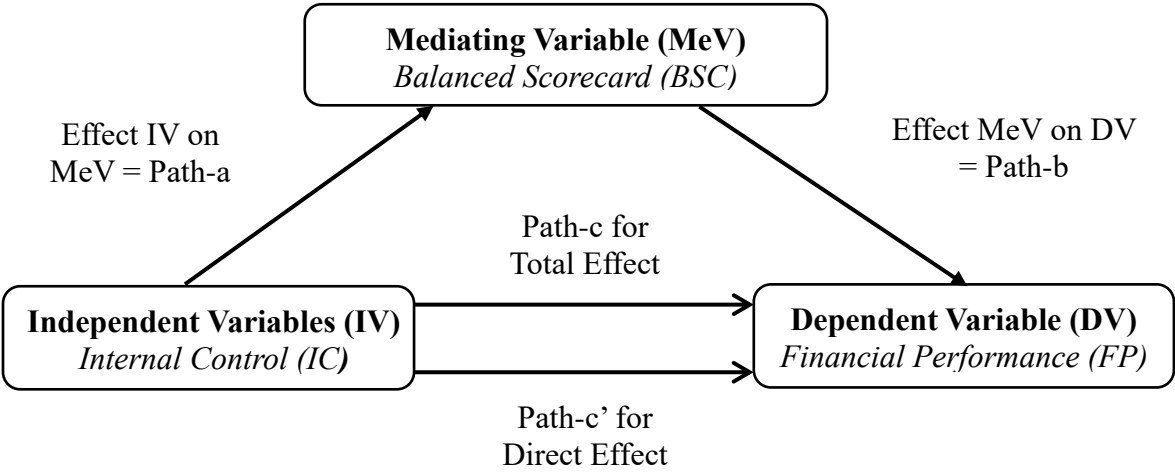 Mediating Variable (MeV)
Balanced Scorecard (BSC)
Effect IV on
MeV = Path-a
Effect MeV on DV
= Path-b
Path-c for
Total Effect
Independent Variables (IV)
Internal Control (IC)
Dependent Variable (DV)
Financial Performance (FP)
Path-c’ for
Direct Effect